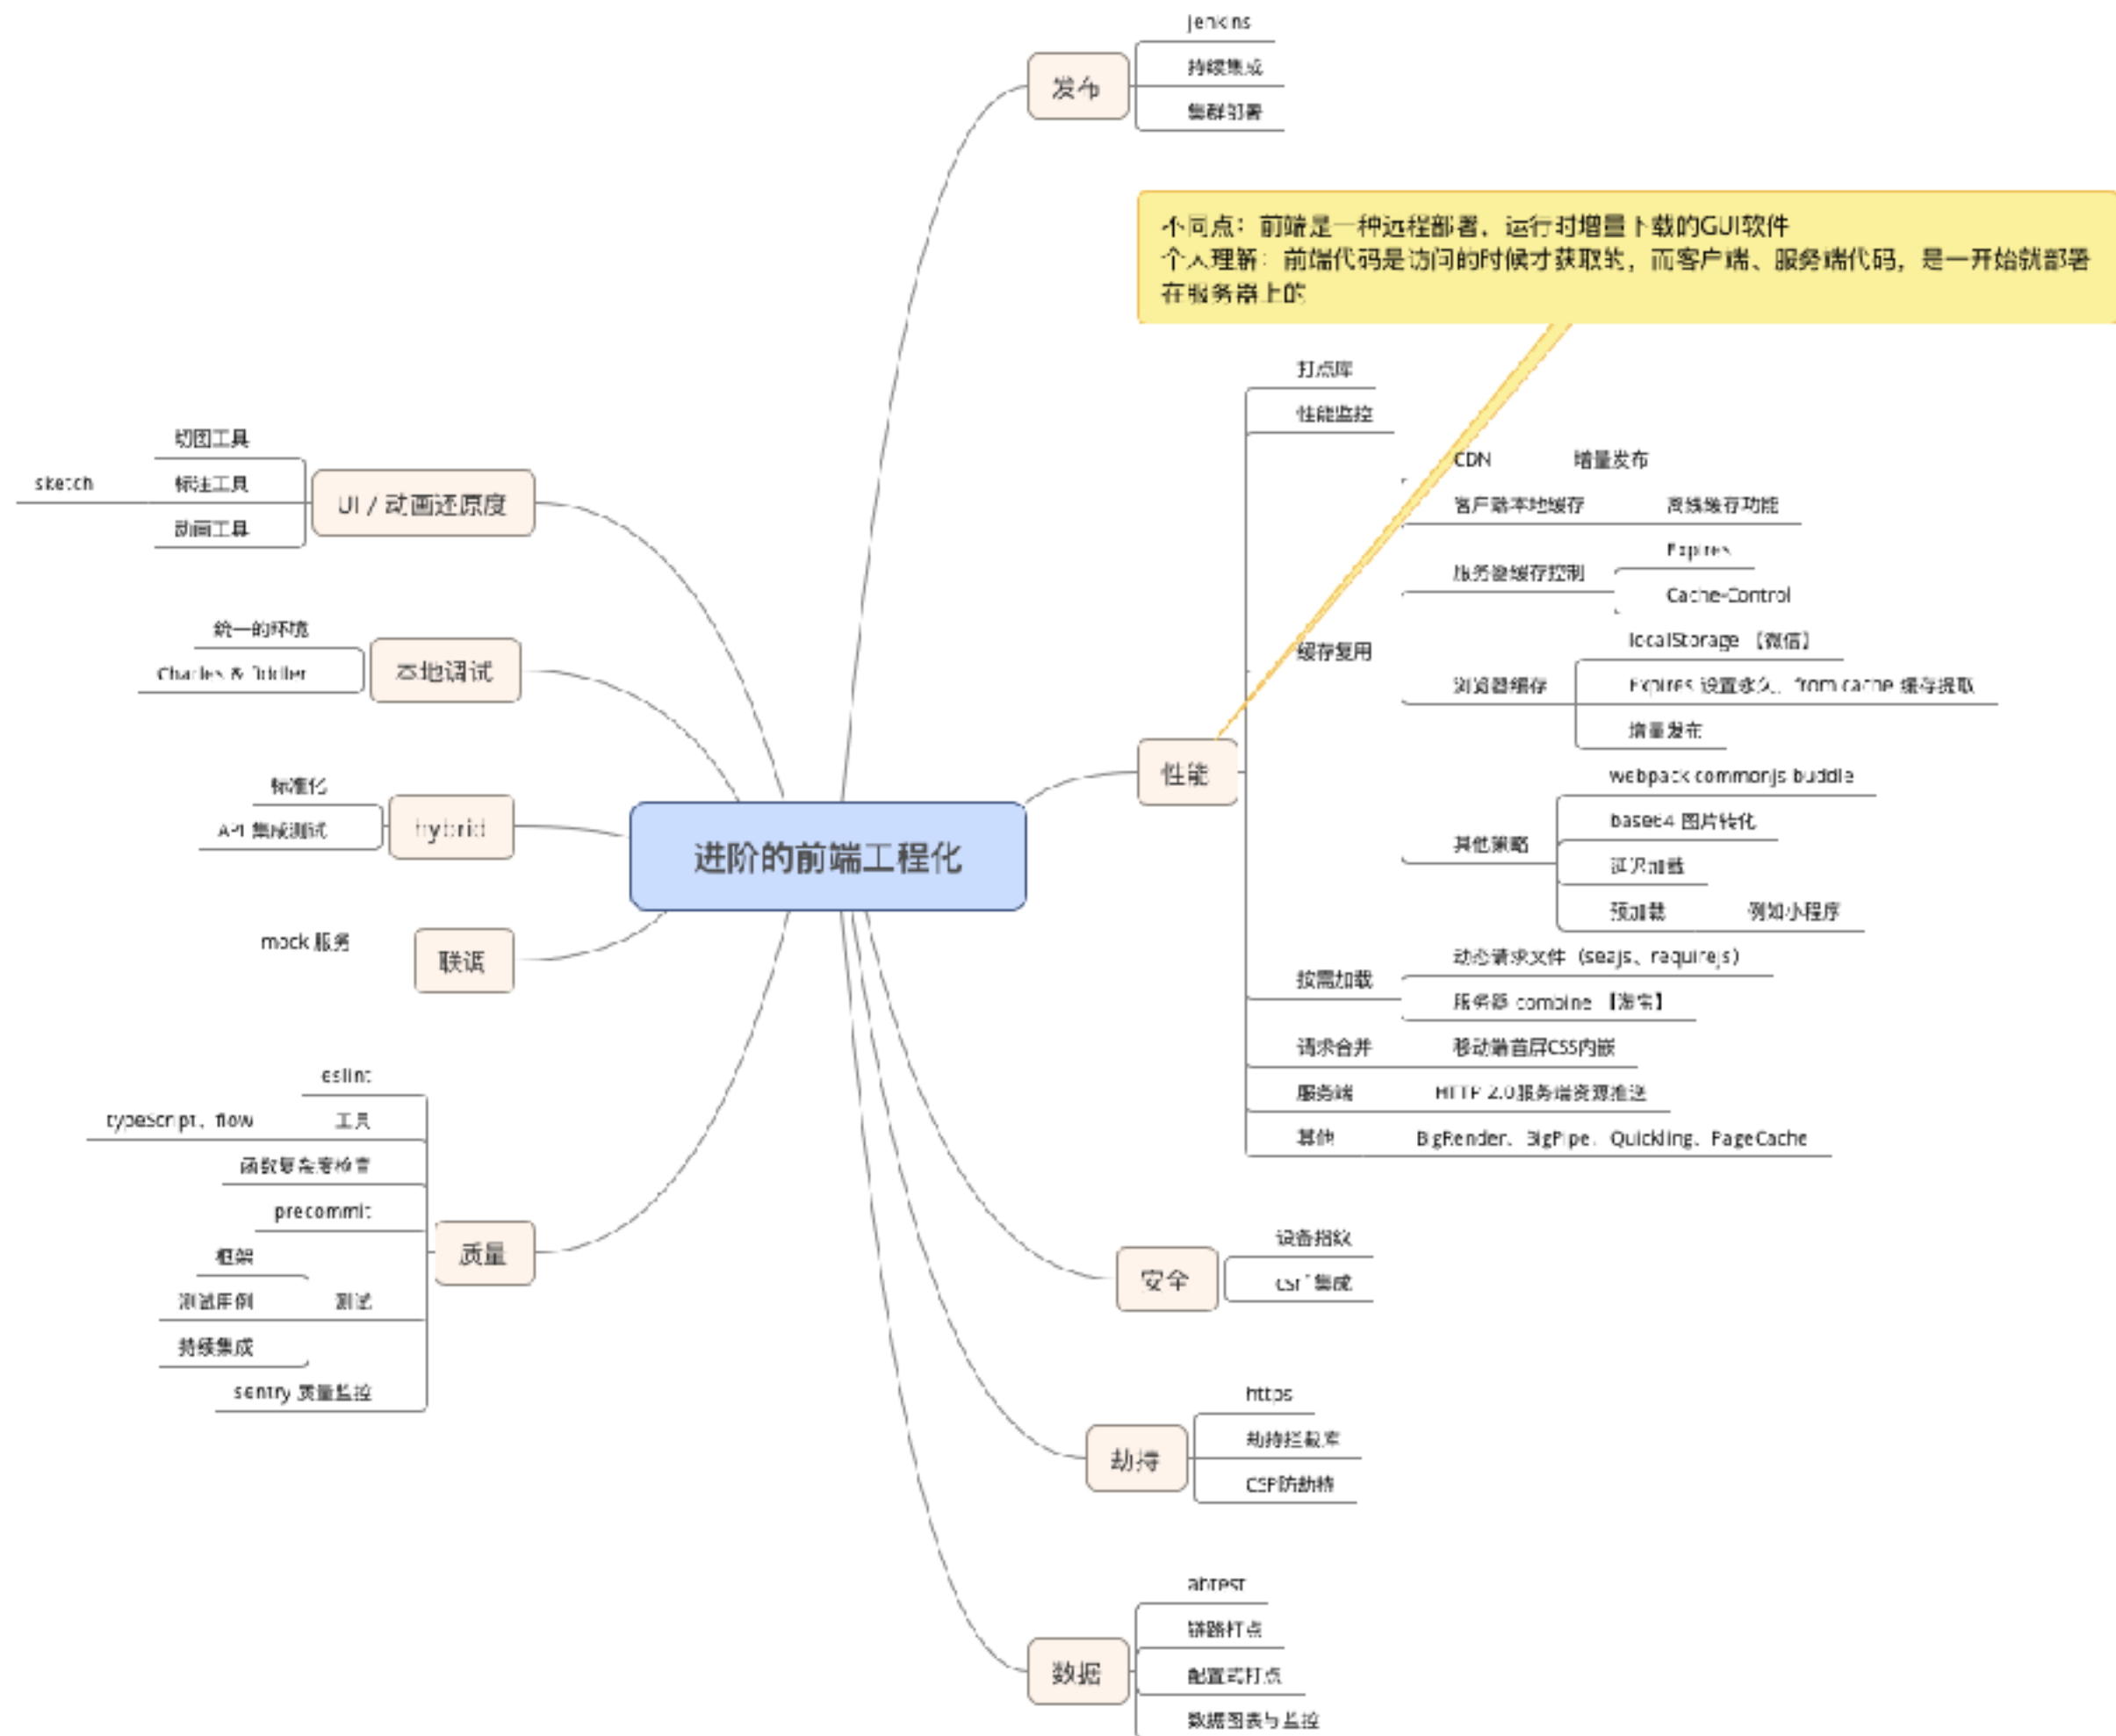 jenkins
持续集成
集群部署
发布
不同点：前端是一种远程部署、运行时增量下载的GUI软件
个人理解：前端代码是访问的时候才获取的，而客户端、服务端代码，是一开始就部署
在服务器上的
打点库
性能监控
CDN 增量发布
客户端本地缓存 离线缓存功能
服务器缓存控制
Expires
Cache-Control
缓存复用
浏览器缓存
localStorage 【微信】
Expires 设置永久、from cache 缓存提取
增量发布
性能
其他策略
webpack commonjs buddle
base64 图片转化
延迟加载
预加载 例如小程序
按需加载
动态请求文件（seajs、requirejs）
服务器 combine 【淘宝】
请求合并 移动端首屏CSS内嵌
服务端 HTTP 2.0服务端资源推送
其他 BigRender、BigPipe、Quickling、PageCache
安全
设备指纹
csrf 集成
劫持
https
劫持拦截库
CSP防劫持
数据
abtest
链路打点
配置式打点
数据图表与监控
进阶的前端工程化
UI / 动画还原度
切图工具
sketch 标注工具
动画工具
本地调试
统一的环境
Charles & fiddler
hybrid
标准化
API 集成测试
联调
mock 服务
质量
eslint
typeScript、flow 工具
函数复杂度检查
precommit
框架
测试用例 测试
持续集成
sentry 质量监控